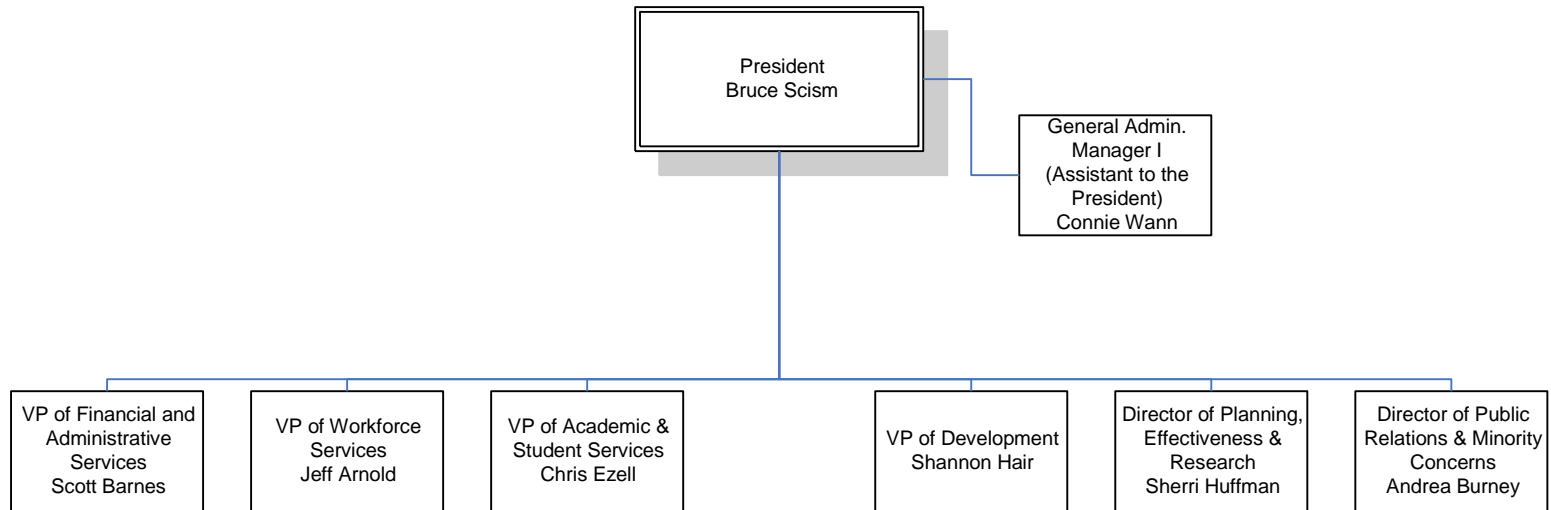 President
Bruce Scism
General Admin.
Manager I
(Assistant to the
President)
Connie Wann
VP of Financial and
Administrative
Services
Scott Barnes
VP of Workforce
Services
Jeff Arnold
VP of Academic &
Student Services
Chris Ezell
VP of Development
Shannon Hair
Director of Planning,
Effectiveness &
Research
Sherri Huffman
Director of Public
Relations & Minority
Concerns
Andrea Burney